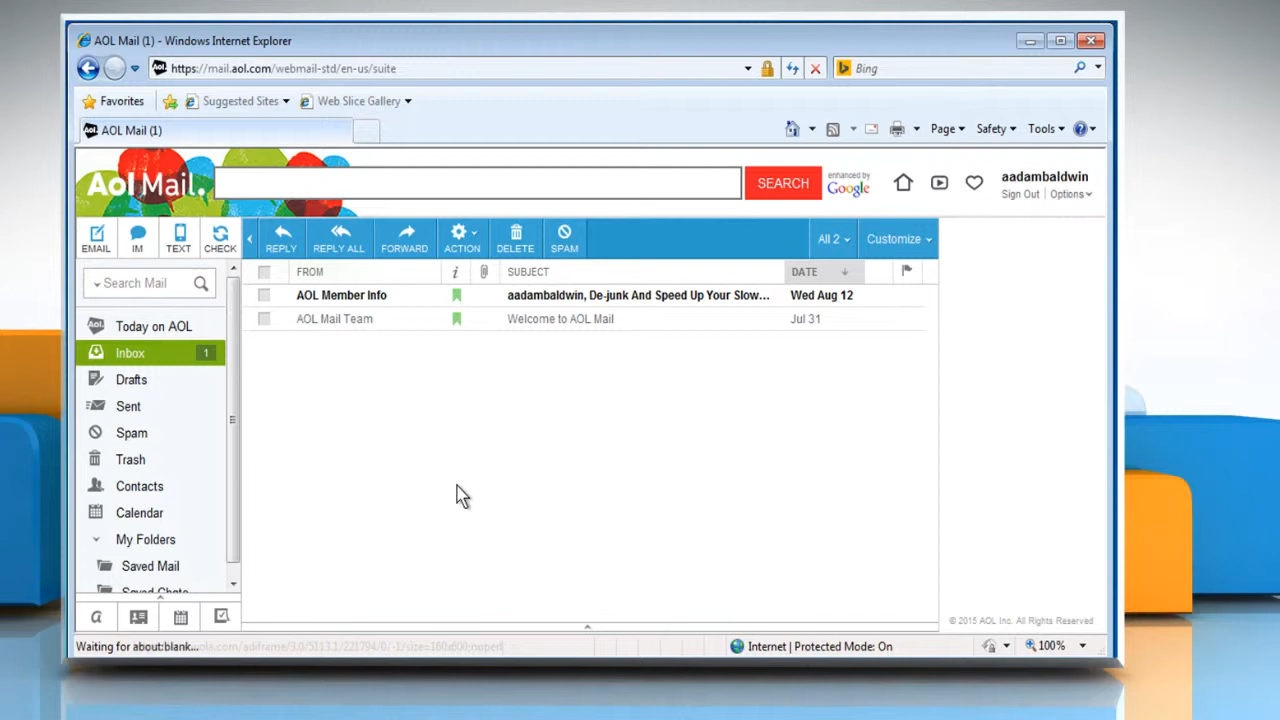 AOL Mail (1) - Windows Internet Explorer
https://mail.aol.com/webmail-std/en-us/suite
Bing
Favorites Suggested Sites Web Slice Gallery
AOL Mail (1)
Page Safety Tools
Aol Mail.
SEARCH
enhanced by Google
aadambaldwin
Sign Out | Options
EMAIL IM TEXT CHECK REPLY REPLY ALL FORWARD ACTION DELETE SPAM All 2 Customize
Search Mail
FROM i SUBJECT DATE
AOL Member Info aadambaldwin, De-junk And Speed Up Your Slow... Wed Aug 12
AOL Mail Team Welcome to AOL Mail Jul 31
Aol. Today on AOL
Inbox 1
Drafts
Sent
Spam
Trash
Contacts
Calendar
My Folders
Saved Mail
Saved Chats
a
© 2015 AOL Inc. All Rights Reserved
Waiting for about:blank...
Internet | Protected Mode: On
100%